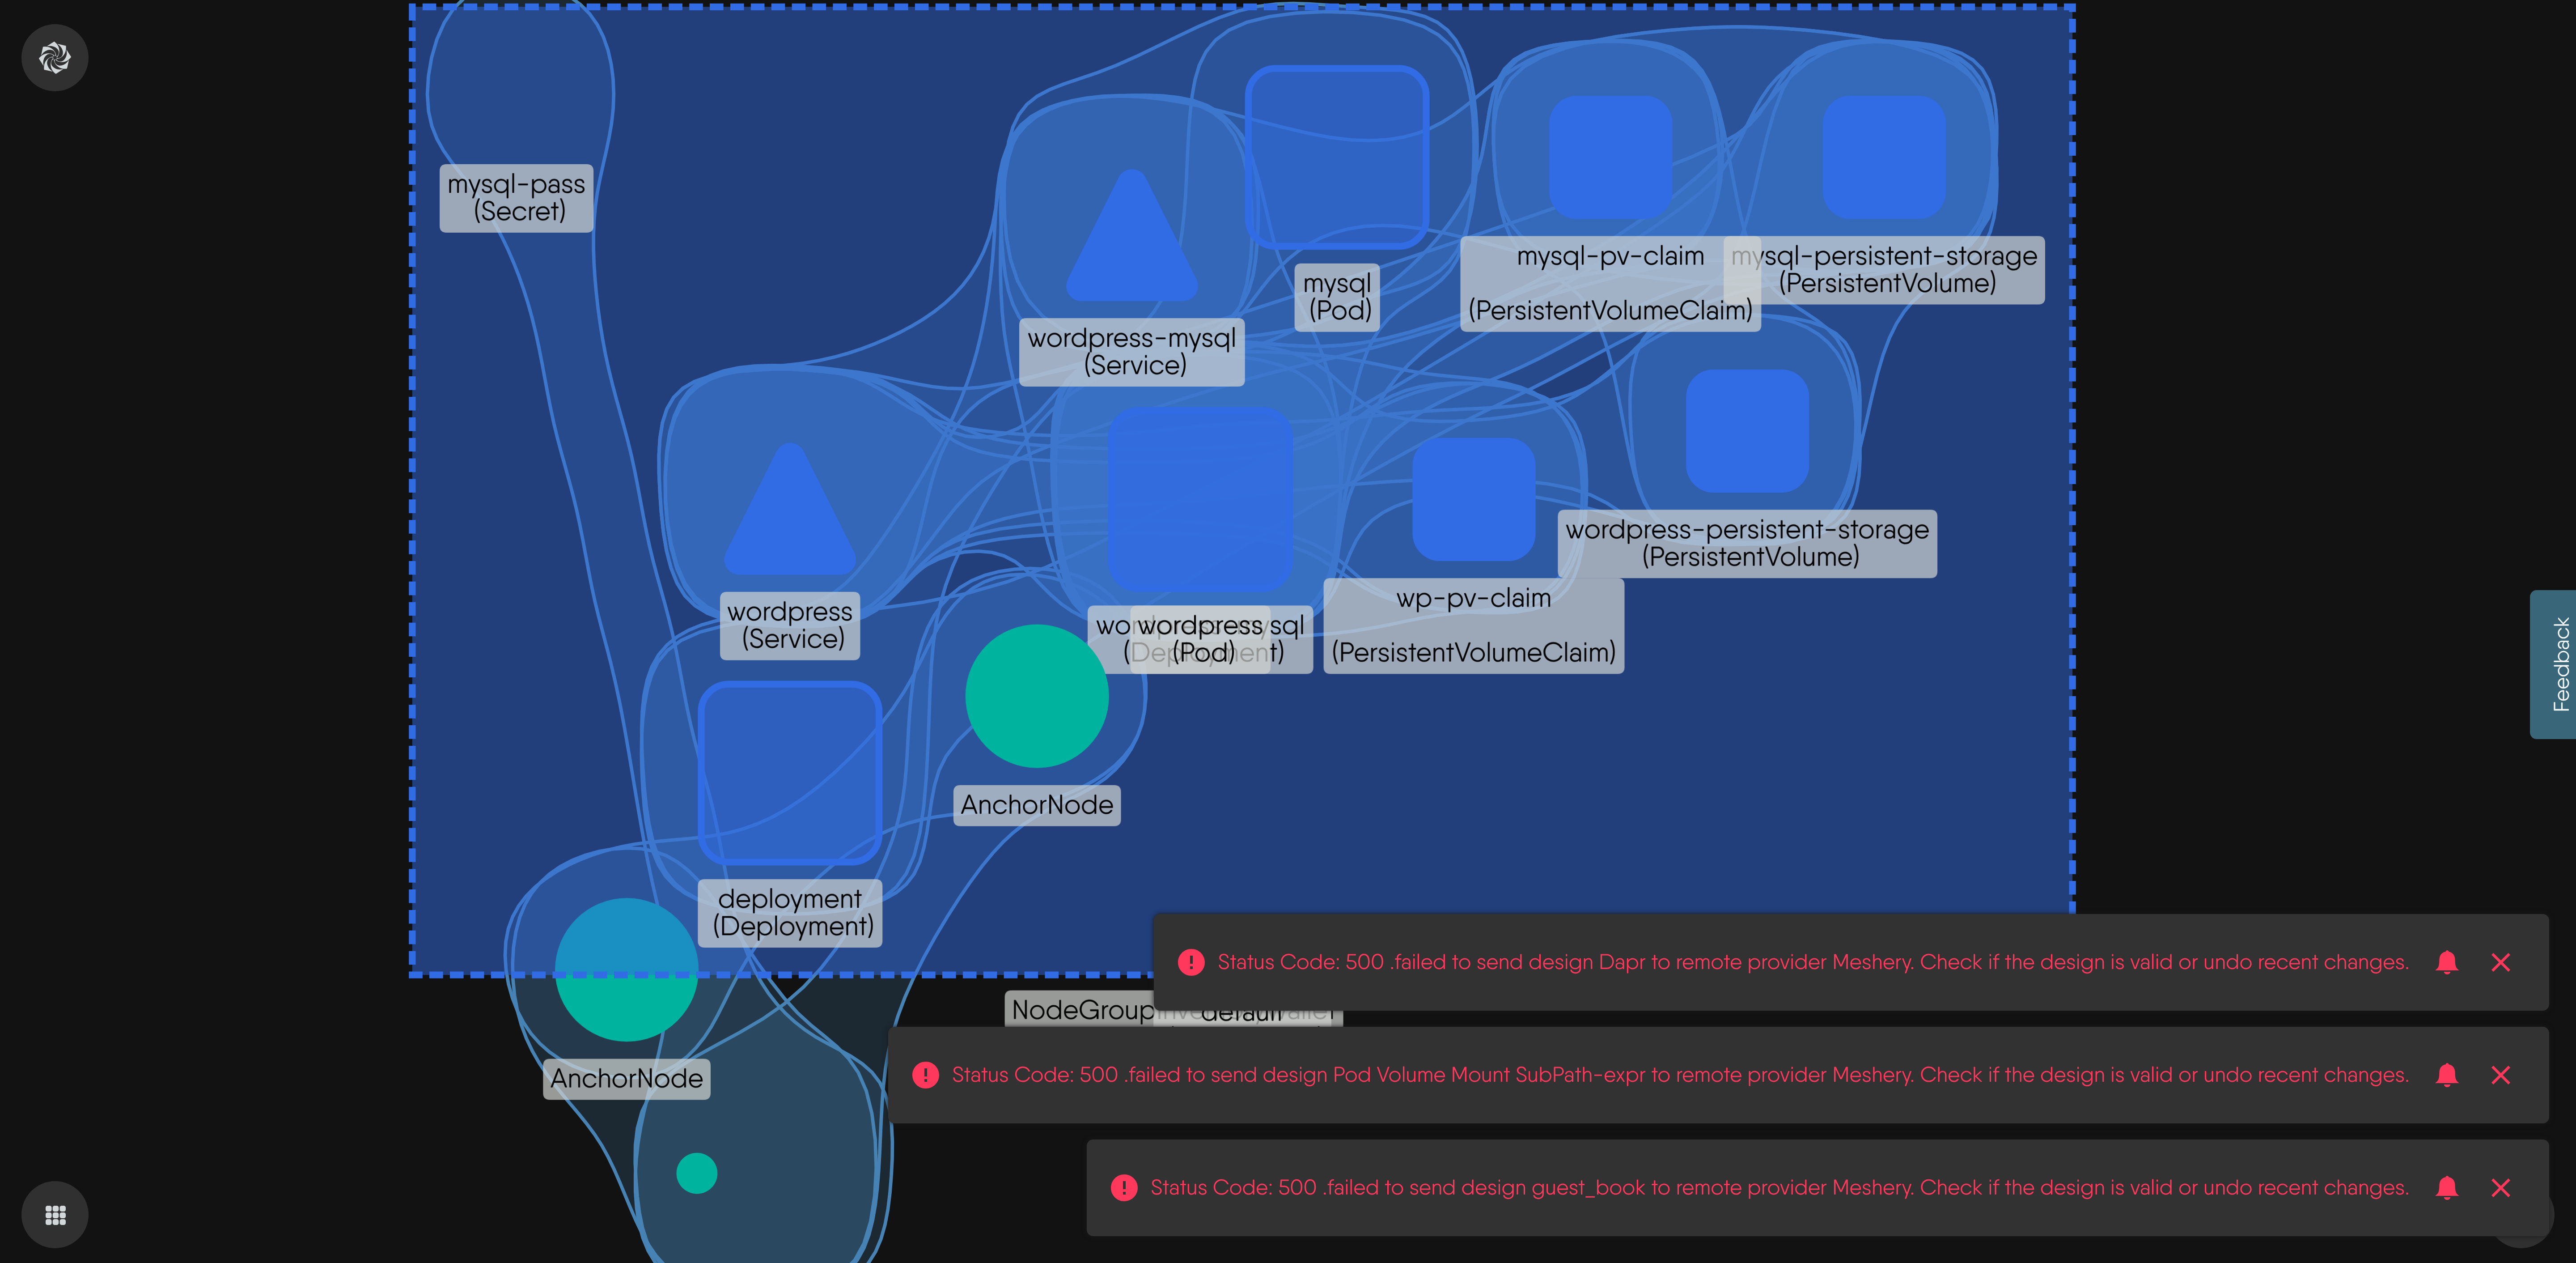 mysql-pass
(Secret)
mysql
(Pod)
mysql-pv-claim
(PersistentVolumeClaim)
mysql-persistent-storage
(PersistentVolume)
wordpress-mysql
(Service)
wordpress-persistent-storage
(PersistentVolume)
wordpress
(Service)
wordpress-mysql
(Deployment)
wordpress
(Pod)
wp-pv-claim
(PersistentVolumeClaim)
Feedback
AnchorNode
deployment
(Deployment)
AnchorNode
NodeGroup
default
Status Code: 500 .failed to send design Dapr to remote provider Meshery. Check if the design is valid or undo recent changes.
Status Code: 500 .failed to send design Pod Volume Mount SubPath-expr to remote provider Meshery. Check if the design is valid or undo recent changes.
Status Code: 500 .failed to send design guest_book to remote provider Meshery. Check if the design is valid or undo recent changes.